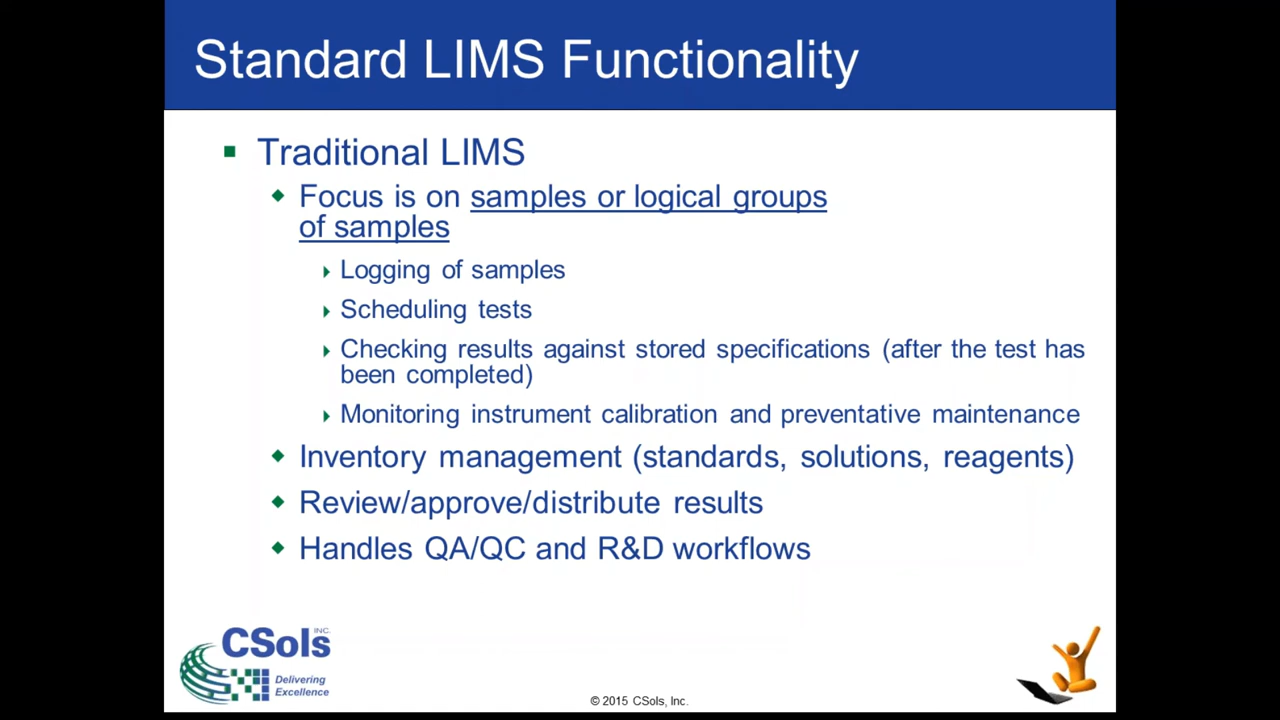 Standard LIMS Functionality
Traditional LIMS
Focus is on samples or logical groups
of samples
Logging of samples
Scheduling tests
Checking results against stored specifications (after the test has
been completed)
Monitoring instrument calibration and preventative maintenance
Inventory management (standards, solutions, reagents)
Review/approve/distribute results
Handles QA/QC and R&D workflows
CSols INC.
Delivering
Excellence
© 2015 CSols, Inc.